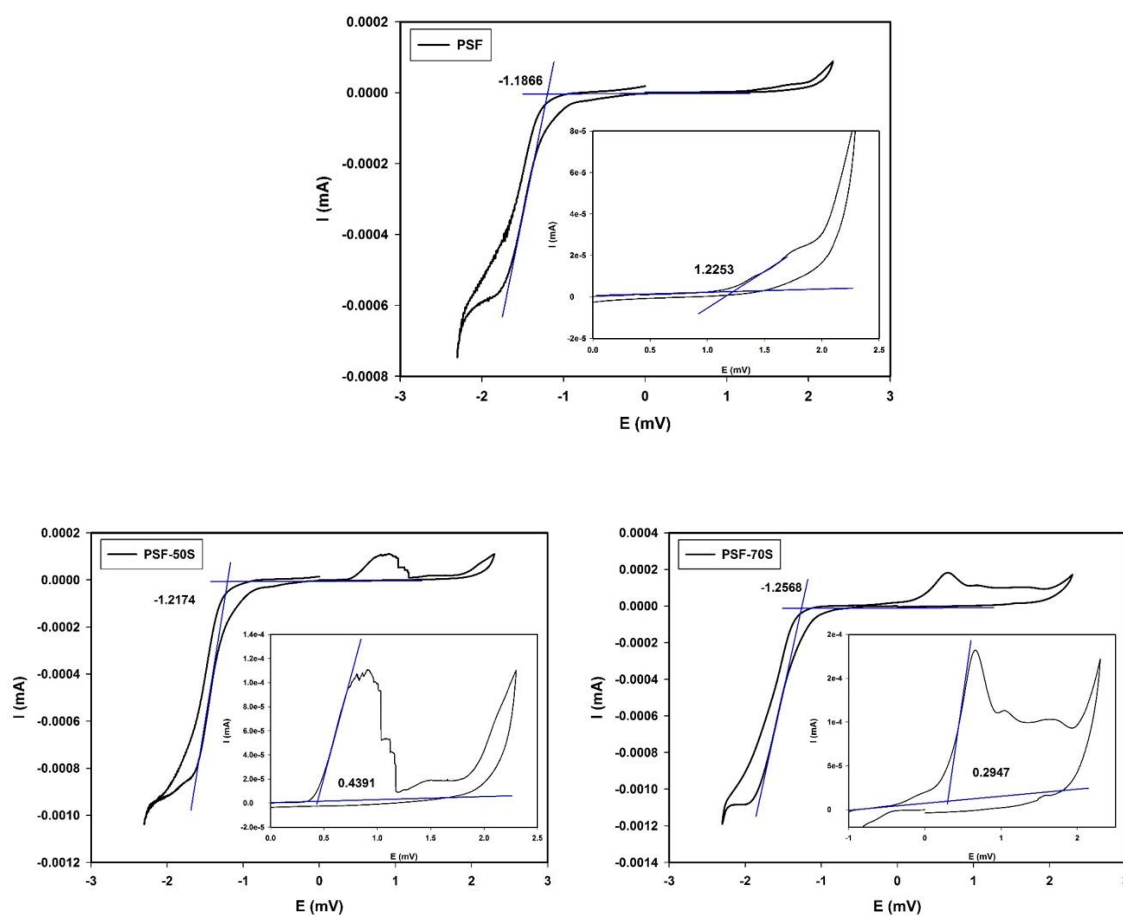 PSF
0.0002
0.0000
-0.0002
-0.0004
-0.0006
-0.0008
I (mA)
-1.1866
-3 -2 -1 0 1 2 3
E (mV)
8e-5
6e-5
4e-5
2e-5
0
-2e-5
I (mA)
1.2253
0.0 0.5 1.0 1.5 2.0 2.5
E (mV)
PSF-50S
0.0002
0.0000
-0.0002
-0.0004
-0.0006
-0.0008
-0.0010
-0.0012
I (mA)
-1.2174
-3 -2 -1 0 1 2 3
E (mV)
1.4e-4
1.2e-4
1.0e-4
8.0e-5
6.0e-5
4.0e-5
2.0e-5
0.0
-2.0e-5
I (mA)
0.4391
0.0 0.5 1.0 1.5 2.0 2.5
E (mV)
PSF-70S
0.0004
0.0002
0.0000
-0.0002
-0.0004
-0.0006
-0.0008
-0.0010
-0.0012
-0.0014
I (mA)
-1.2568
-3 -2 -1 0 1 2 3
E (mV)
2e-4
2e-4
1e-4
5e-5
0
I (mA)
0.2947
-1 0 1 2
E (mV)